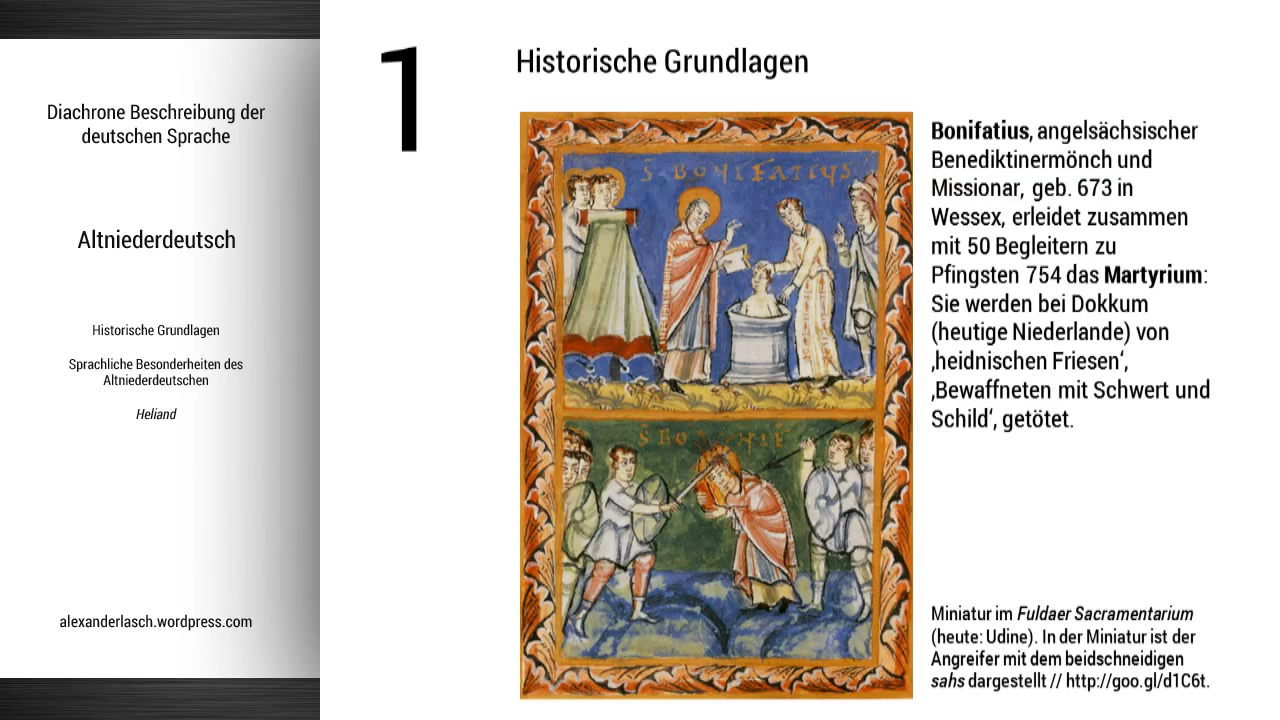 Diachrone Beschreibung der
deutschen Sprache
Altniederdeutsch
Historische Grundlagen
Sprachliche Besonderheiten des
Altniederdeutschen
Heliand
alexanderlasch.wordpress.com
1
Historische Grundlagen
S BONIFATIUS
S BO NIF
Bonifatius, angelsächsischer
Benediktinermönch und
Missionar, geb. 673 in
Wessex, erleidet zusammen
mit 50 Begleitern zu
Pfingsten 754 das Martyrium:
Sie werden bei Dokkum
(heutige Niederlande) von
‚heidnischen Friesen‘,
‚Bewaffneten mit Schwert und
Schild‘, getötet.
Miniatur im Fuldaer Sacramentarium
(heute: Udine). In der Miniatur ist der
Angreifer mit dem beidschneidigen
sahs dargestellt // http://goo.gl/d1C6t.